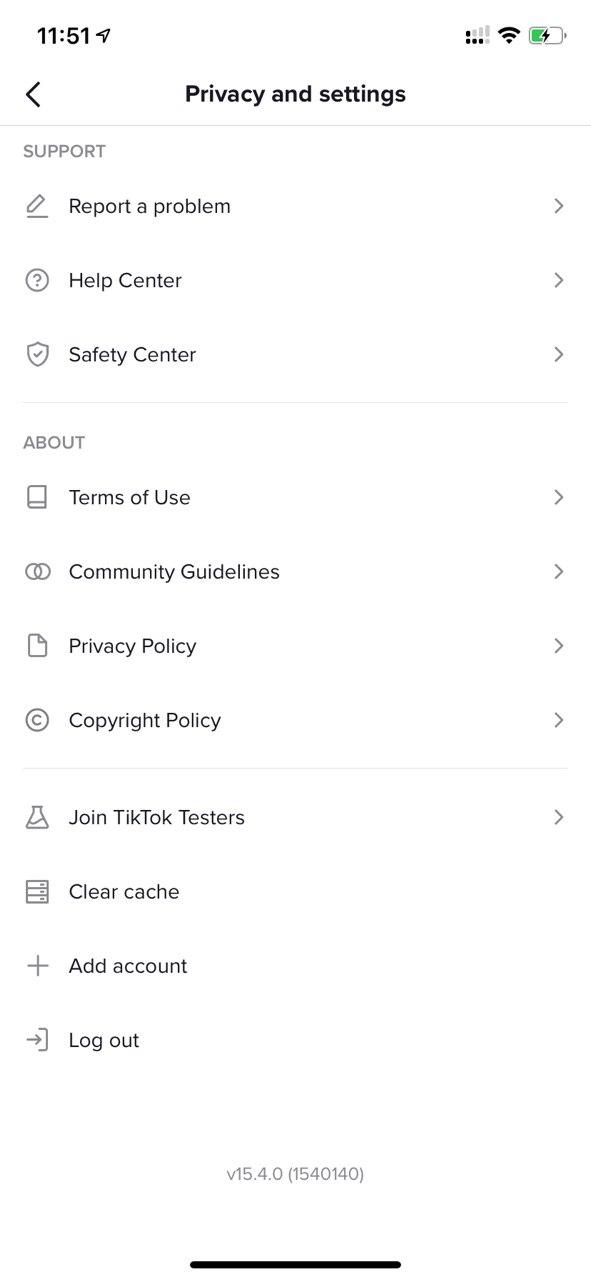 11:51
Privacy and settings
SUPPORT
Report a problem
Help Center
Safety Center
ABOUT
Terms of Use
Community Guidelines
Privacy Policy
Copyright Policy
Join TikTok Testers
Clear cache
Add account
Log out
v15.4.0 (1540140)